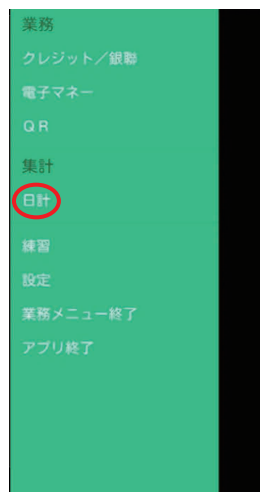 業務
クレジット／銀聯
電子マネー
ＱＲ
集計
日計
練習
設定
業務メニュー終了
アプリ終了